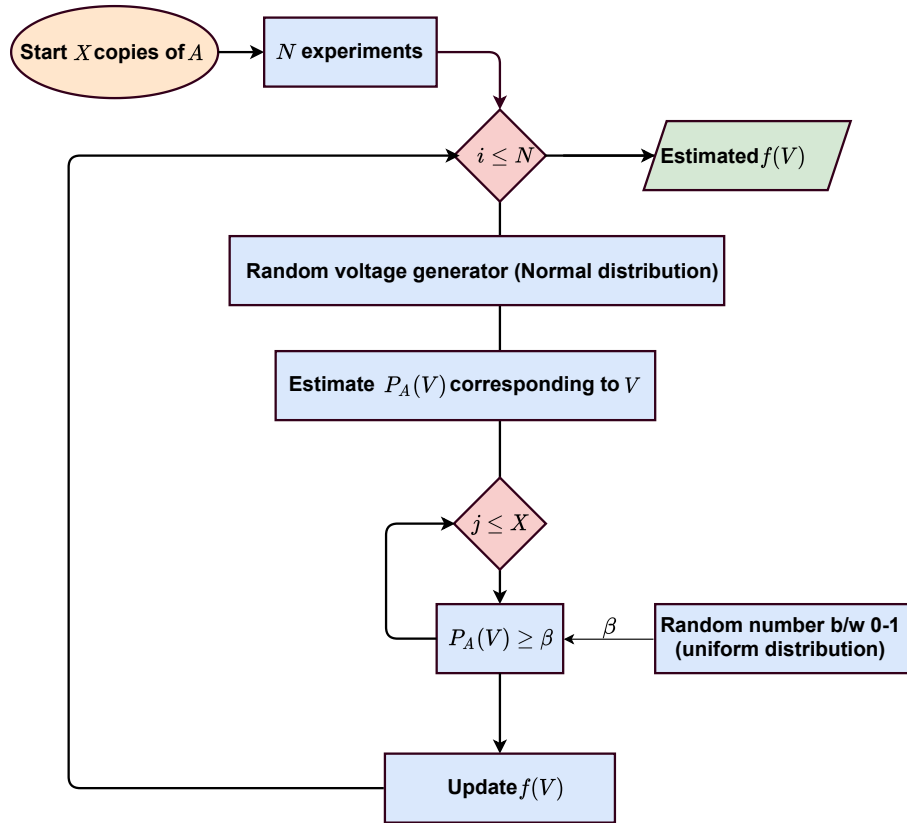 Start X copies of A
N experiments
i ≤ N
Estimated f(V)
Random voltage generator (Normal distribution)
Estimate P_A(V) corresponding to V
j ≤ X
P_A(V) ≥ β
β
Random number b/w 0-1
(uniform distribution)
Update f(V)